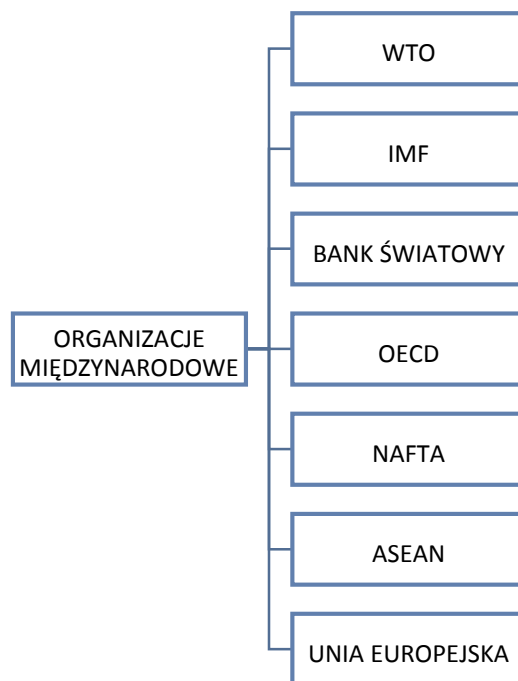 WTO
IMF
BANK ŚWIATOWY
ORGANIZACJE
MIĘDZYNARODOWE
OECD
NAFTA
ASEAN
UNIA EUROPEJSKA